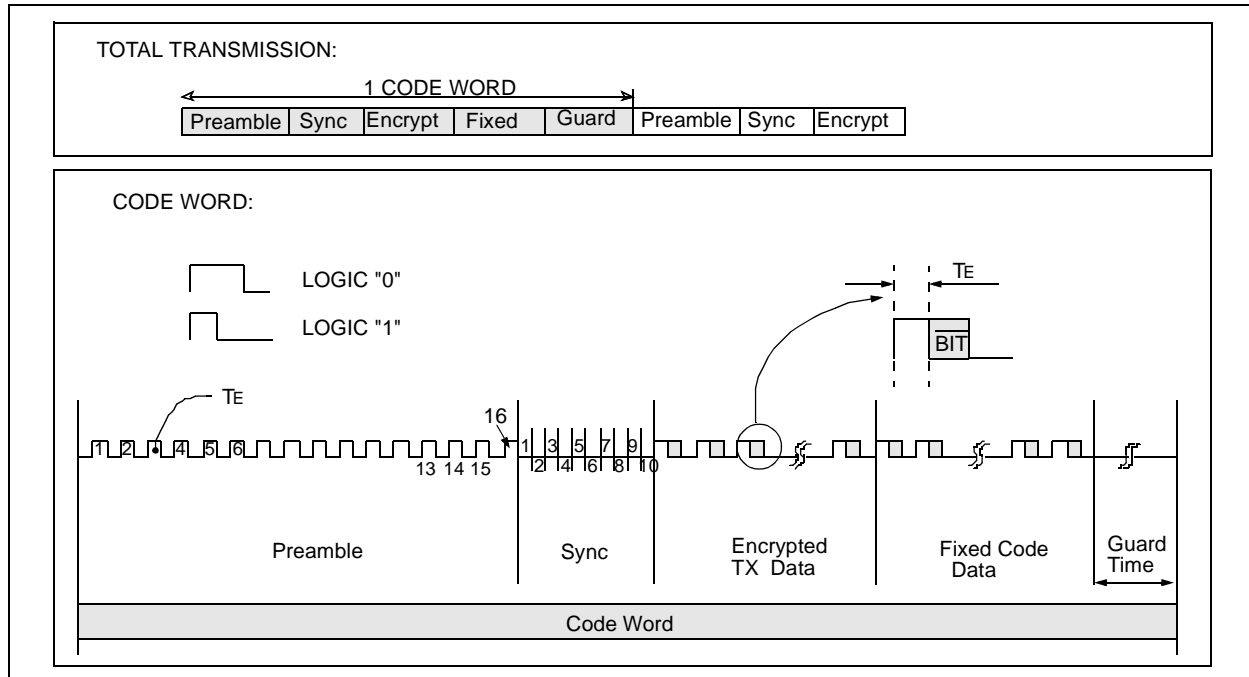 TOTAL TRANSMISSION:
1 CODE WORD
Preamble Sync Encrypt Fixed Guard Preamble Sync Encrypt
CODE WORD:
LOGIC "0"
LOGIC "1"
TE
BIT
TE
16
1 2 4 5 6 13 14 15
1 3 5 7 9
2 4 6 8 10
Preamble
Sync
Encrypted
TX Data
Fixed Code
Data
Guard
Time
Code Word